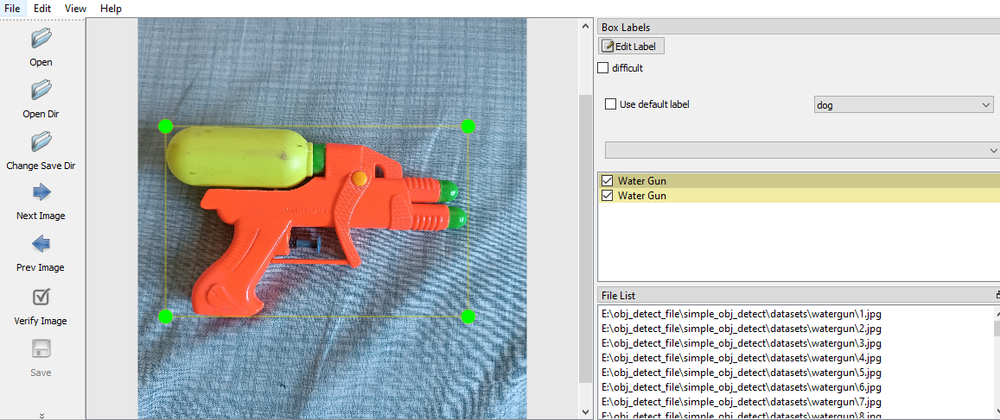 File Edit View Help
Open
Open Dir
Change Save Dir
Next Image
Prev Image
Verify Image
Save
Box Labels
Edit Label
difficult
Use default label
dog
Water Gun
Water Gun
File List
E:\obj_detect_file\simple_obj_detect\datasets\watergun\1.jpg
E:\obj_detect_file\simple_obj_detect\datasets\watergun\2.jpg
E:\obj_detect_file\simple_obj_detect\datasets\watergun\3.jpg
E:\obj_detect_file\simple_obj_detect\datasets\watergun\4.jpg
E:\obj_detect_file\simple_obj_detect\datasets\watergun\5.jpg
E:\obj_detect_file\simple_obj_detect\datasets\watergun\6.jpg
E:\obj_detect_file\simple_obj_detect\datasets\watergun\7.jpg
E:\obj_detect_file\simple_obj_detect\datasets\watergun\8.jpg